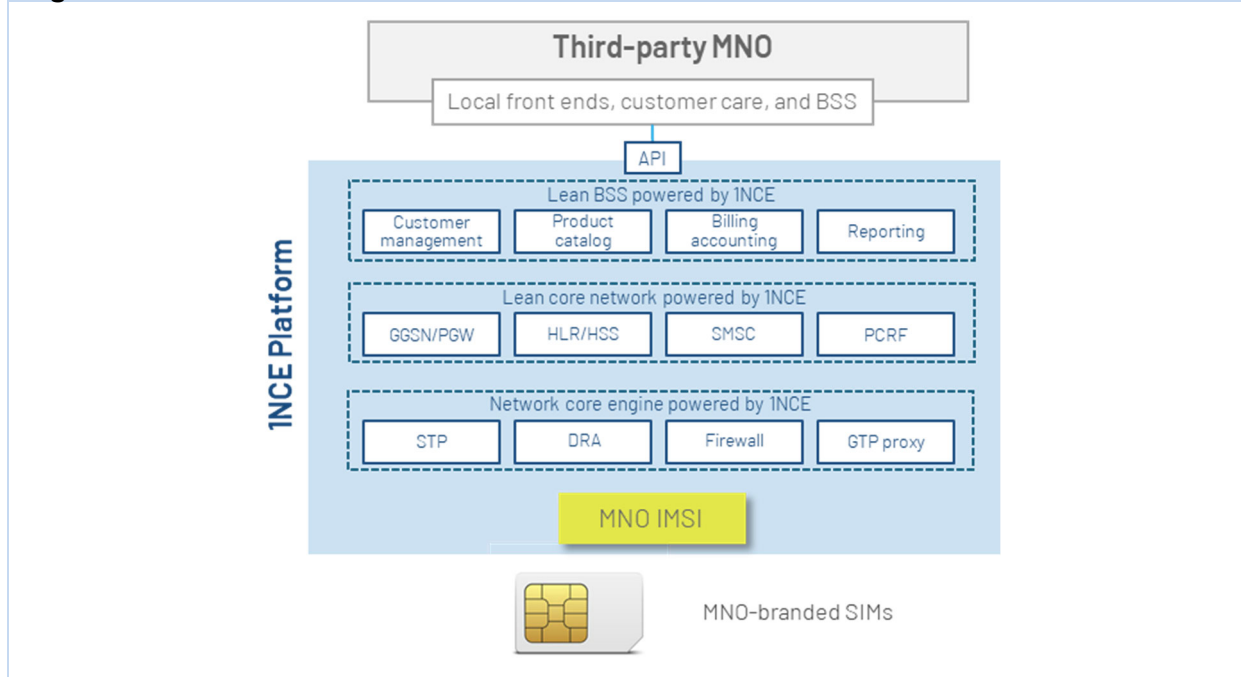 Third-party MNO
Local front ends, customer care, and BSS
API
1NCE Platform
Lean BSS powered by 1NCE
Customer
management
Product
catalog
Billing
accounting
Reporting
Lean core network powered by 1NCE
GGSN/PGW
HLR/HSS
SMSC
PCRF
Network core engine powered by 1NCE
STP
DRA
Firewall
GTP proxy
MNO IMSI
MNO-branded SIMs